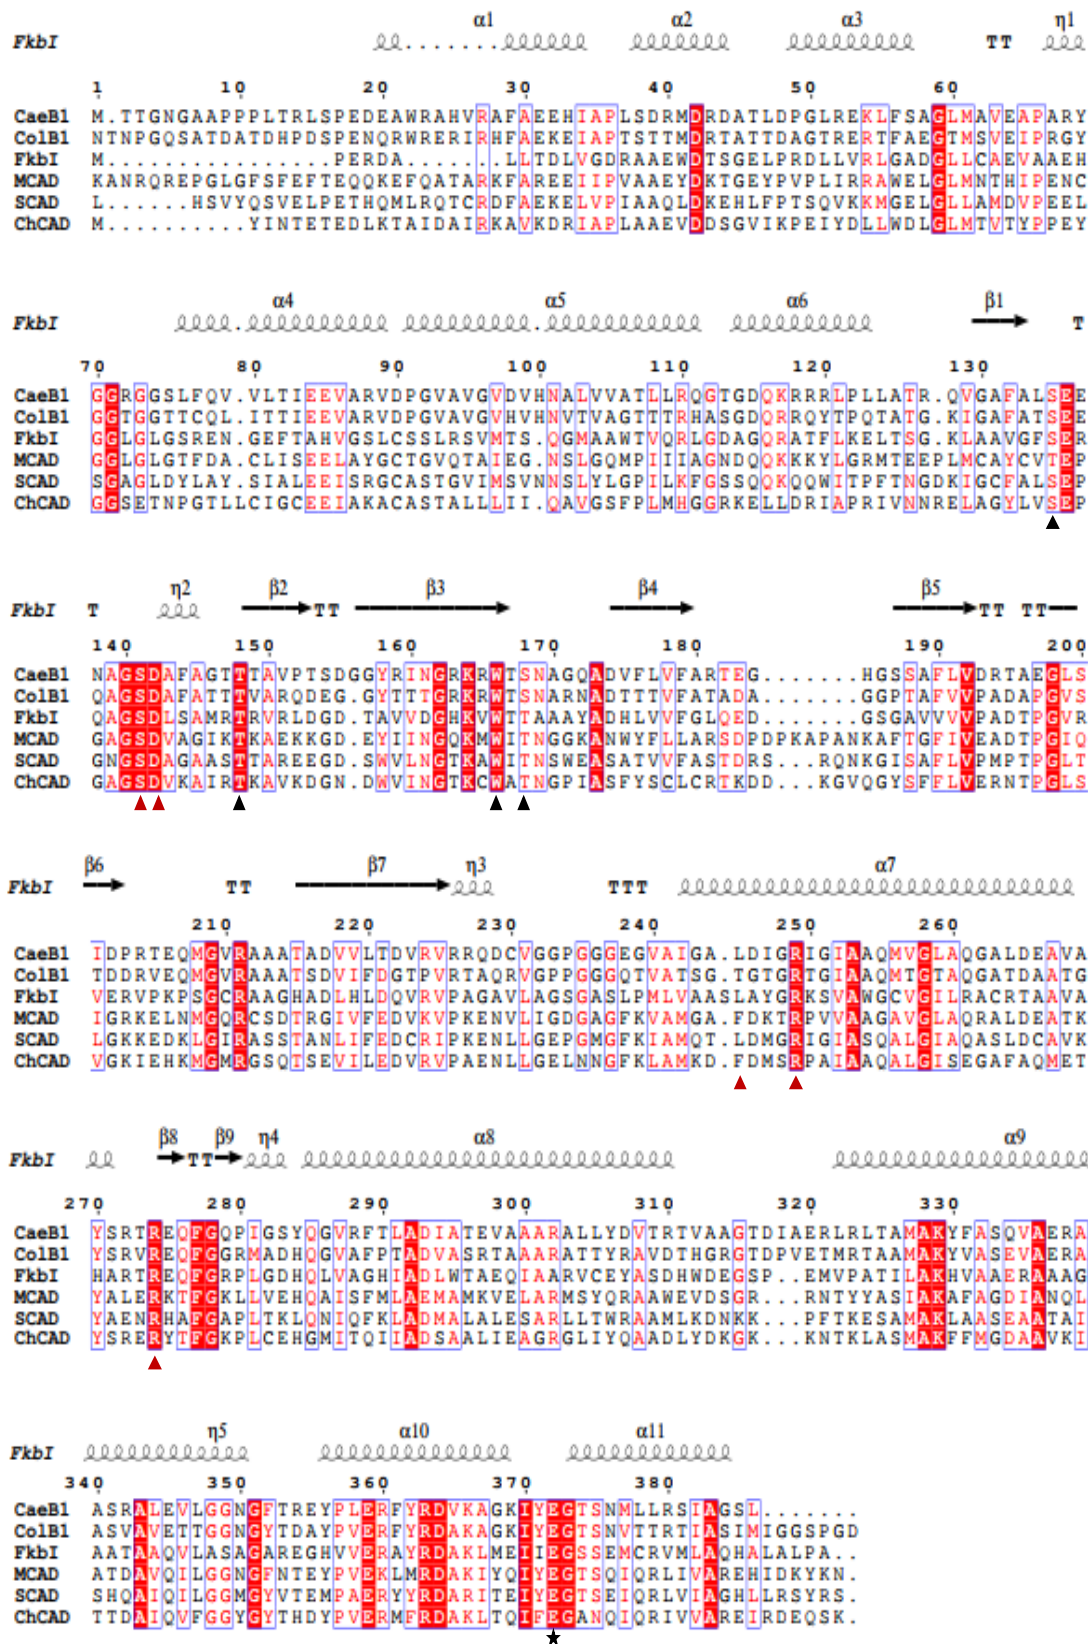 α1 α2 α3 η1
FkbI TT
1 10 20 30 40 50 60
CaeB1 M.TTGNGAAPPPLTRLSPEDEAWRAHVRAFAEEHIAPLSDRMDRDATLDPGLREKLFSAGLMAVEAPARY
ColB1 NTNPGQSATDATDHPDSPENQRWRERIRHFAEKEIAPTSTTMDRTATTDAGTRERTFAEGTMSVEIPRGY
FkbI M................PERDA.......LLTDLVGDRAAEWDTSGELPRDLLVRLGADGLLCAEVAAEH
MCAD KANRQREPGLGFSFEFTEQQKEFQATARKFAREEIIPVAAEYDKTGEYPVPLIRRAWELGLMNTHIPENC
SCAD L......HSVYQSVELPETHQMLRQTCRDFAEKELVPIAAQLDKEHLFPTSQVKKMGELGLLAMDVPEEL
ChCAD M..........YINTETEDLKTAIDAIRKAVKDRIAPLAAEVDDSGVIKPEIYDLLWDLGLMTVTYPPEY
α4 α5 α6 β1
FkbI T
70 80 90 100 110 120 130
CaeB1 GGRGGSLFQV.VLTIEEVARVDPGVAVGVDVHNALVVATLLRQGTGDQKRRRLPLLATR.QVGAFALSEE
ColB1 GGTGGTTCQL.ITTIEEVARVDPGVAVGVHVHNVTVAGTTTRHASGDQRRQYTPQTATG.KIGAFATSEE
FkbI GGLGLGSREN.GEFTAHVGSLCSSLRSVMTS.QGMAAWTVQRLGDAGQRATFLKELTSG.KLAAVGFSER
MCAD GGLGLGTFDA.CLISEELAYGCTGVQTAIEG.NSLGQMPIIIAGNDQQKKKYLGRMTEEPLMCAYCVTEP
SCAD SGAGLDYLAY.SIALEEISRGCASTGVIMSVNNSLYLGPILKFGSSQQKQQWITPFTNGDKIGCFALSEP
ChCAD GGSETNPGTLLCIGCEEIAKACASTALLLII.QAVGSFPLMHGGRKELLDRIAPRIVNNRELAGYLVSEP
η2 β2 β3 β4 β5
FkbI T TT TT TT
140 150 160 170 180 190 200
CaeB1 NAGSDAFAGTTTAVPTSDGGYRINGRKRWTSNAGQADVFLVFARTEG.......HGSSAFLVDRTAEGLS
ColB1 QAGSDAFATTTVARQDEG.GYTTTGRKRWTSNARNADTTTVFATADA.......GGPTAFVVDADAPGVS
FkbI QAGSDLSAMRTRVRLDGD.TAVVDGHKVWTTAAAYADHLVVFGLQED.......GSGAVVVVPADTPGVR
MCAD GAGSDVAGIKTKAEKKGD.EYIINGQKMWITNGGKANWYFLLARSDPDPKAPANKAFTGFIVEADTPGIQ
SCAD GNGSDAGAASTTAREEGD.SWVLNGTKAWITNSWEASATVVFASTDRS...RQNKGISAFLVPMPTPGLT
ChCAD GAGSDVKAIRTKAVKDGN.DWVINGTKCWATNGPIASFYSCLCRTKDD...KGVQGYSFFLVERNTPGLS
β6 β7 η3 α7
FkbI TT TTT
210 220 230 240 250 260
CaeB1 IDPRTEQMGVRAAATADVVLTDVRVRRQDCVGGPGGGEGVAIGA.LDIGRIGIAAQMVGLAQGALDEAVA
ColB1 TDDRVEQMGVRAAATSDVIFDGTPVRTAQRVGPPGGGQTVATSG.TGTGRTGIAAQMTGTAQGATDAATG
FkbI VERVPKPSGCRAAGHADLHLDQVRVPAGAVLAGSGASLPMLVAASLAYGRKSVAWGCVGILRACRTAAVA
MCAD IGRKELNMGQRCSDTRGIVFEDVKVPKENVLIGDGAGFKVAMGA.FDKTRPVVAAGAVGLAQRALDEATK
SCAD LGKKEDKLGIRASSTANLIFEDCRIPKENLLGEPGMGFKIAMQT.LDMGRIGIASQALGIAQASLDCAVK
ChCAD VGKIEHKMGMRGSQTSEVILEDVRVPAENLLGELNNGFKLAMKD.FDMSRPAIAAQALGISEGAFAQMET
β8 β9 η4 α8 α9
FkbI TT
270 280 290 300 310 320 330
CaeB1 YSRTREQFGQPIGSYQGVRFTLADIATEVAAARALLYDVTRTVAAGTDIAERLRLTAMAKYFASQVAERA
ColB1 YSRVREQFGGRMADHQGVAFPTADVASRTAAARATTYRAVDTHGRGTDPVETMRTAAMAKYVASEVAERA
FkbI HARTREQFGRPLGDHQLVAGHIADLWTAEQIAARVCEYASDHWDEGSP..EMVPATILAKHVAAERAAAG
MCAD YALERKTFGKLLVEHQAISFMLAEMAMKVELARMSYQRAAWEVDSGR...RNTYYASIAKAFAGDIANQL
SCAD YAENRHAFGAPLTKLQNIQFKLADMALALESARLLTWRAAMLKDNKK...PFTKESAMAKLAASEAATAI
ChCAD YSRERYTFGKPLCEHGMITQIIADSAALIEAGRGLIYQAADLYDKGK...KNTKLASMAKFFMGDAAVKI
η5 α10 α11
FkbI
340 350 360 370 380
CaeB1 ASRALEVLGGNGFTREYPLERFYRDVKAGKIYEGTSNMLLRSIAGSL.......
ColB1 ASVAVETTGGNGYTDAYPVERFYRDAKAGKIYEGTSNVTTRTIASIMIGGSPGD
FkbI AATAAQVLASAGAREGHVVERAYRDAKLMEIIEGSSEMCRVMLAQHALALPA..
MCAD ATDAVQILGGNGFNTEYPVEKLMRDAKIYQIYEGTSQIQRLIVAREHIDKYKN.
SCAD SHQAIQILGGMGYVTEMPAERYYRDARITEIYEGTSEIQRLVIAGHLLRSYRS.
ChCAD TTDAIQVFGGYGYTHDYPVERMFRDAKLTQIFEGANQIQRIVVAREIRDEQSK.